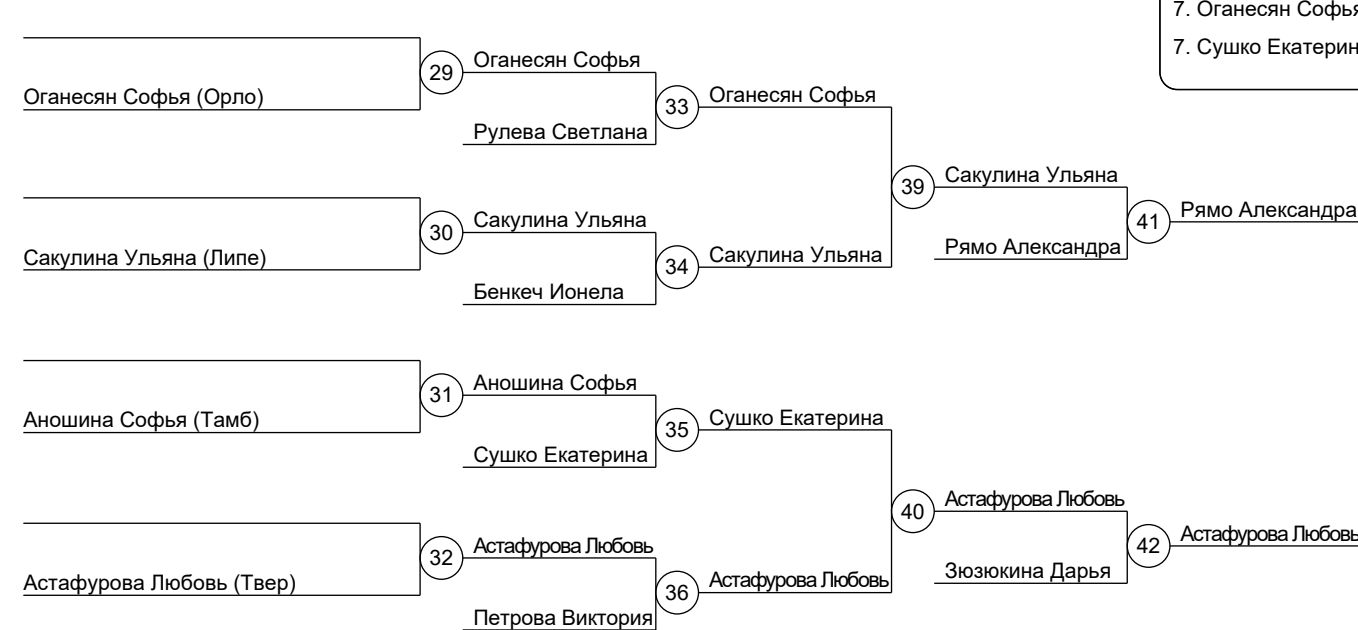 7. Оганесян Софья
7. Сушко Екатерин
29
Оганесян Софья
Оганесян Софья (Орло)
33
Оганесян Софья
Рулева Светлана
39
Сакулина Ульяна
30
Сакулина Ульяна
41
Рямо Александра
Сакулина Ульяна (Липе)
34
Сакулина Ульяна
Рямо Александра
Бенкеч Ионела
31
Аношина Софья
Аношина Софья (Тамб)
35
Сушко Екатерина
Сушко Екатерина
40
Астафурова Любовь
32
Астафурова Любовь
42
Астафурова Любовь
Астафурова Любовь (Твер)
36
Астафурова Любовь
Зюзюкина Дарья
Петрова Виктория